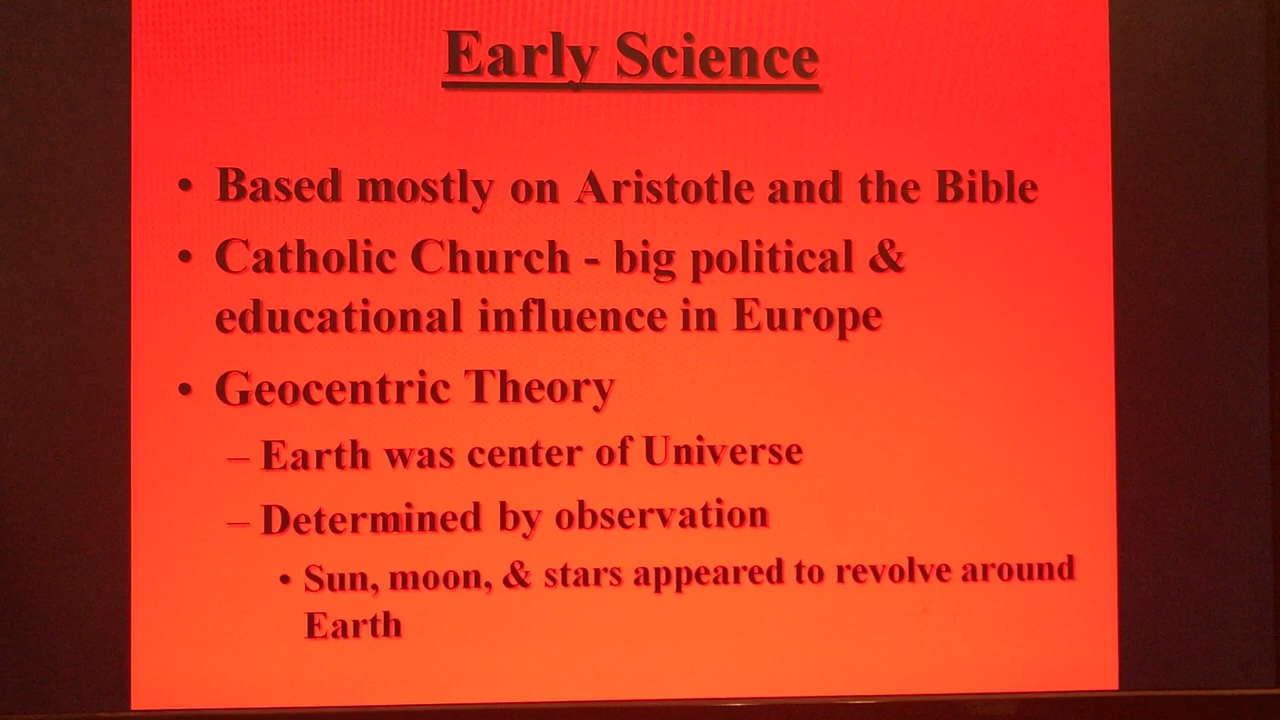 Early Science
• Based mostly on Aristotle and the Bible
• Catholic Church - big political &
educational influence in Europe
• Geocentric Theory
– Earth was center of Universe
– Determined by observation
• Sun, moon, & stars appeared to revolve around
Earth